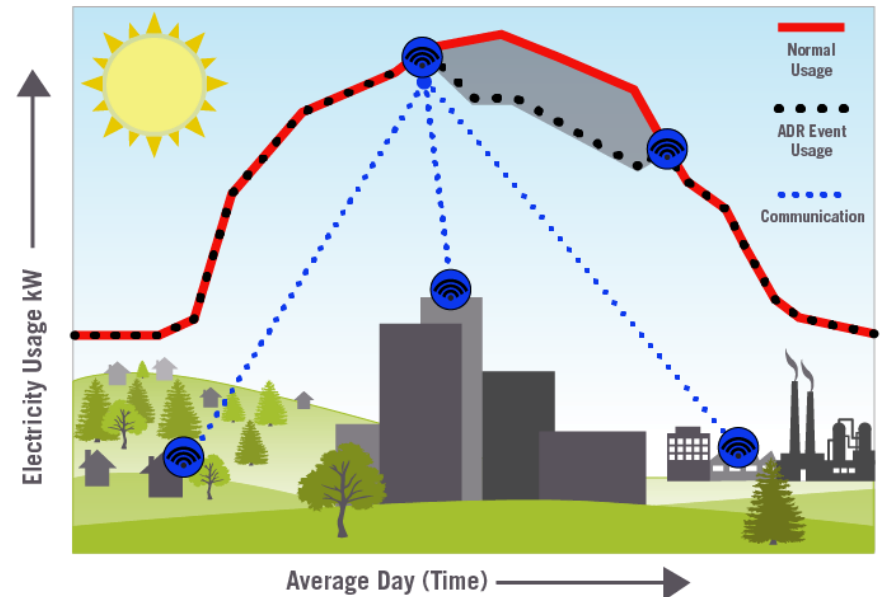 Electricity Usage kW
Normal
Usage
ADR Event
Usage
Communication
Average Day (Time)